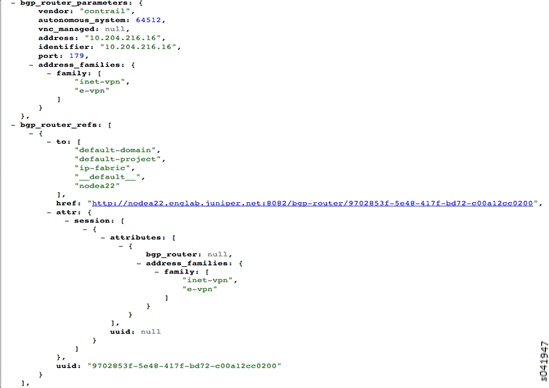 - bgp_router_parameters: {
vendor: "contrail",
autonomous_system: 64512,
vnc_managed: null,
address: "10.204.216.16",
identifier: "10.204.216.16",
port: 179,
- address_families: {
- family: [
"inet-vpn",
"e-vpn"
]
}
},
- bgp_router_refs: [
- {
- to: [
"default-domain",
"default-project",
"ip-fabric",
"__default__",
"nodea22"
],
href: "http://nodea22.englab.juniper.net:8082/bgp-router/9702853f-5e48-417f-bd72-c00a12cc0200",
- attr: {
- session: [
- {
- attributes: [
- {
bgp_router: null,
- address_families: {
- family: [
"inet-vpn",
"e-vpn"
]
}
}
],
uuid: null
}
]
},
uuid: "9702853f-5e48-417f-bd72-c00a12cc0200"
}
],
s041947